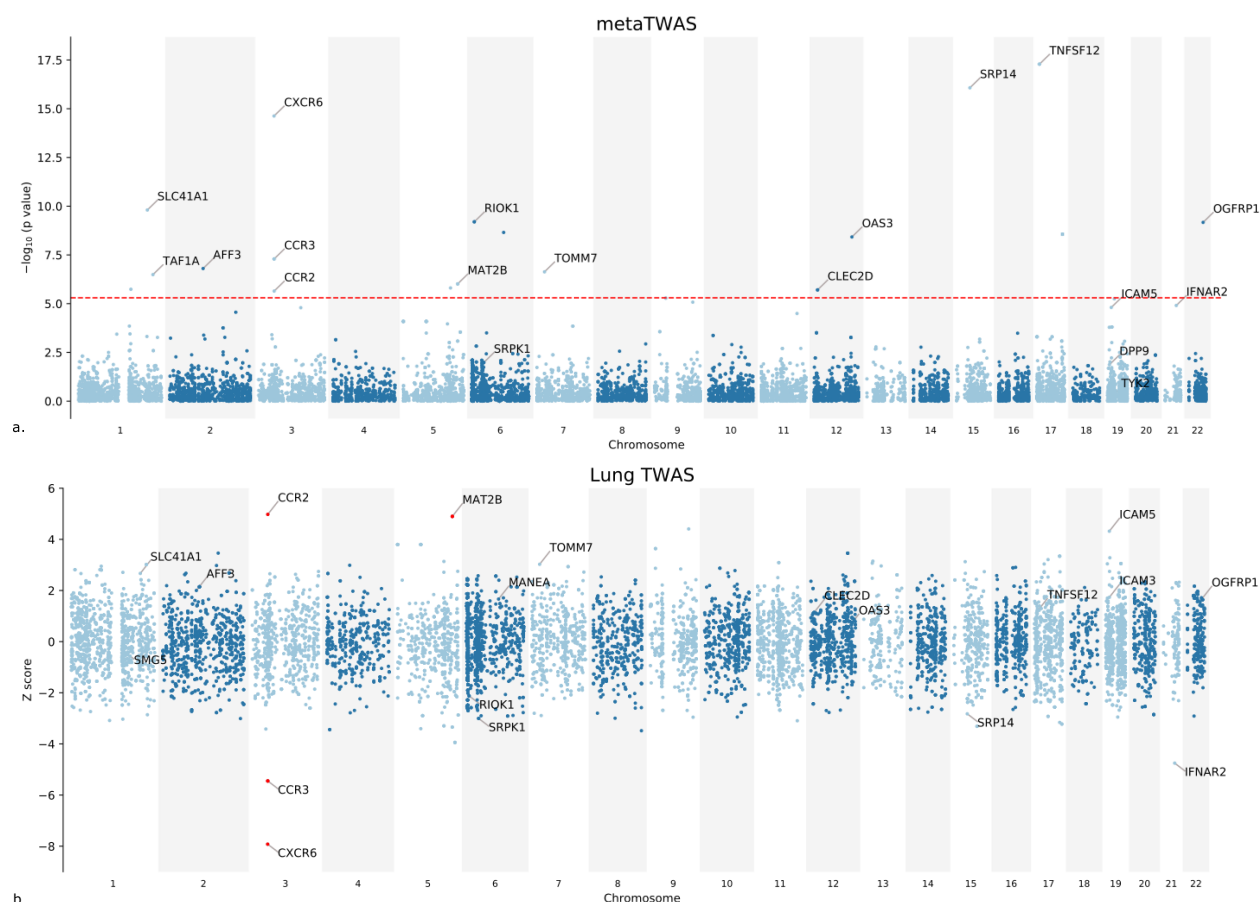 metaTWAS
17.5
TNFSF12
SRP14
15.0
CXCR6
12.5
−log10 (p value)
10.0
SLC41A1
RIOK1
OGFRP1
OAS3
7.5
CCR3
AFF3
TOMM7
TAF1A
MAT2B
CCR2
CLEC2D
5.0
ICAM5
IFNAR2
2.5
SRPK1
DPP9
TYK2
0.0
a.
1 2 3 4 5 6 7 8 9 10 11 12 13 14 15 16 17 18 19 20 21 22
Chromosome
Lung TWAS
6
CCR2
MAT2B
ICAM5
4
SLC41A1
TOMM7
AFF3
2
MANEA
ICAM3
OGFRP1
CLEC2D
TNFSF12
OAS3
0
Z score
SMG5
−2
RIOK1
SRPK1
SRP14
−4
IFNAR2
CCR3
−6
−8
CXCR6
1 2 3 4 5 6 7 8 9 10 11 12 13 14 15 16 17 18 19 20 21 22
Chromosome
b.